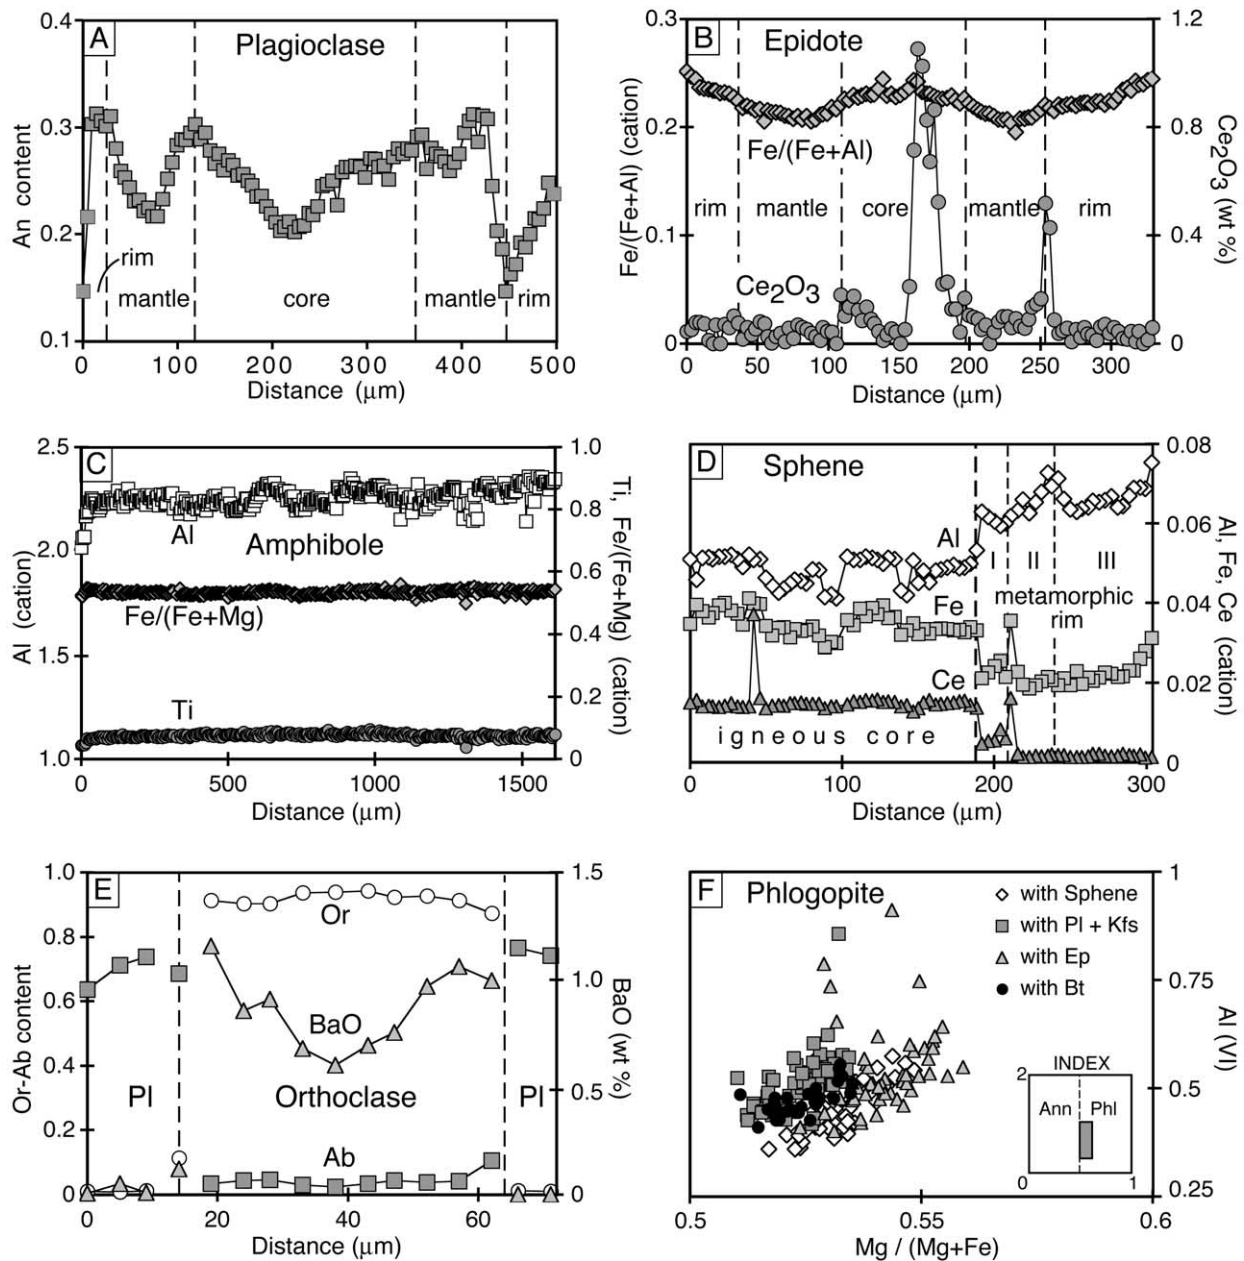 A
Plagioclase
An content
0.4
0.3
0.2
0.1
rim
mantle
core
mantle
rim
0 100 200 300 400 500
Distance (μm)
B
Epidote
Fe/(Fe+Al) (cation)
0.3
0.2
0.1
0
Fe/(Fe+Al)
rim
mantle
core
mantle
rim
Ce2O3
1.2
0.8
0.4
0
Ce2O3 (wt %)
0 50 100 150 200 250 300
Distance (μm)
C
Al (cation)
2.5
2.0
1.5
1.0
Al
Amphibole
Fe/(Fe+Mg)
Ti
1.0
0.8
0.6
0.4
0.2
0
Ti, Fe/(Fe+Mg) (cation)
0 500 1000 1500
Distance (μm)
D
Sphene
Al
I II III
Fe
metamorphic
rim
Ce
igneous core
0.08
0.06
0.04
0.02
0
Al, Fe, Ce (cation)
0 100 200 300
Distance (μm)
E
Or-Ab content
1.0
0.8
0.6
0.4
0.2
0
Or
BaO
Pl
Orthoclase
Pl
Ab
1.5
1.0
0.5
0
BaO (wt %)
0 20 40 60
Distance (μm)
F
Phlogopite
with Sphene
with Pl + Kfs
with Ep
with Bt
INDEX
2
Ann Phl
0 1
1
0.75
0.5
0.25
Al (VI)
0.5 0.55 0.6
Mg / (Mg+Fe)